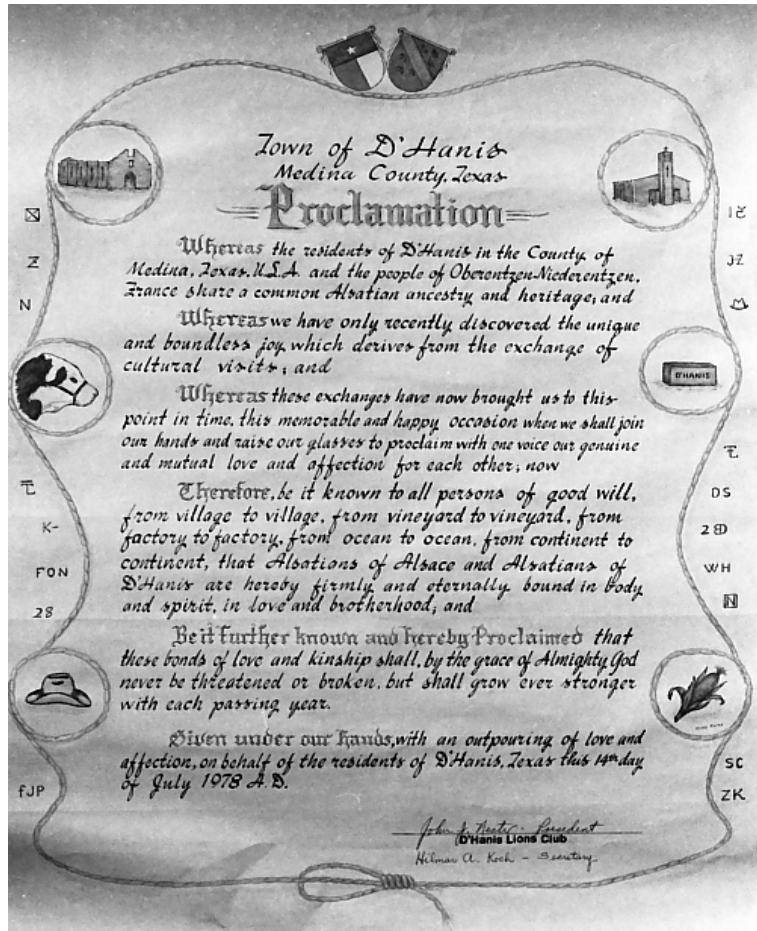 Town of D'Hanis
Medina County, Texas
Proclamation
Whereas the residents of D'Hanis in the County of
Medina, Texas, U.S.A. and the people of Oberentzen-Niederentzen,
France share a common Alsatian ancestry and heritage; and
Whereas we have only recently discovered the unique
and boundless joy which derives from the exchange of
cultural visits; and
Whereas these exchanges have now brought us to this
point in time, this memorable and happy occasion when we shall join
our hands and raise our glasses to proclaim with one voice our genuine
and mutual love and affection for each other; now
Therefore, be it known to all persons of good will,
from village to village, from vineyard to vineyard, from
factory to factory, from ocean to ocean, from continent to
continent, that Alsatians of Alsace and Alsatians of
D'Hanis are hereby firmly and eternally bound in body
and spirit, in love and brotherhood; and
Be it further known and hereby Proclaimed that
these bonds of love and kinship shall, by the grace of Almighty God
never be threatened or broken, but shall grow ever stronger
with each passing year.
Given under our hands, with an outpouring of love and
affection, on behalf of the residents of D'Hanis, Texas this 14th day
of July 1978 A.D.
John J. Nester - President
D'Hanis Lions Club
Hilmar A. Koch - Secretary
Z
N
K-
FON
28
FJP
JZ
D'HANIS
DS
2D
WH
N
SC
ZK